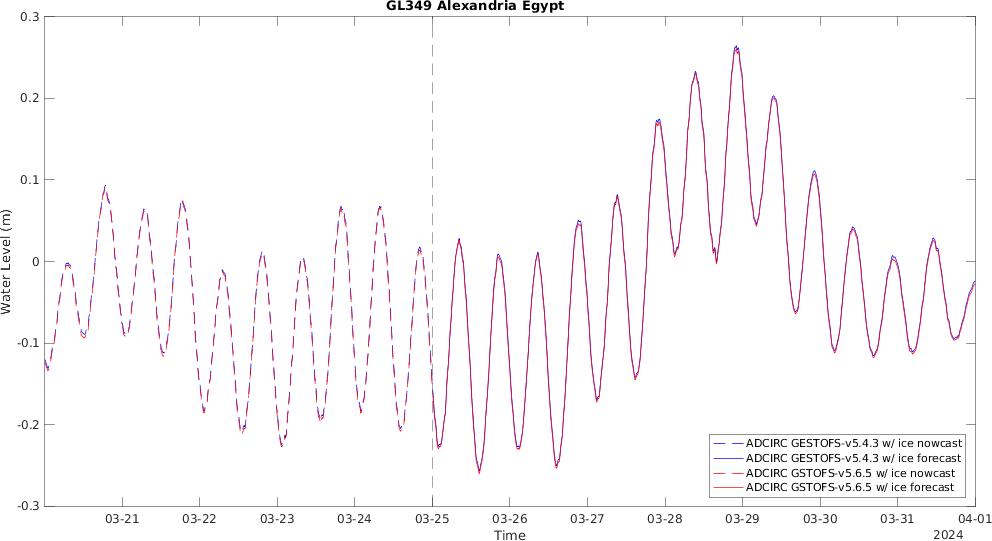 GL349 Alexandria Egypt
0.3
0.2
0.1
0
-0.1
-0.2
-0.3
Water Level (m)
ADCIRC GESTOFS-v5.4.3 w/ ice nowcast
ADCIRC GESTOFS-v5.4.3 w/ ice forecast
ADCIRC GSTOFS-v5.6.5 w/ ice nowcast
ADCIRC GSTOFS-v5.6.5 w/ ice forecast
03-21 03-22 03-23 03-24 03-25 03-26 03-27 03-28 03-29 03-30 03-31 04-01
Time
2024